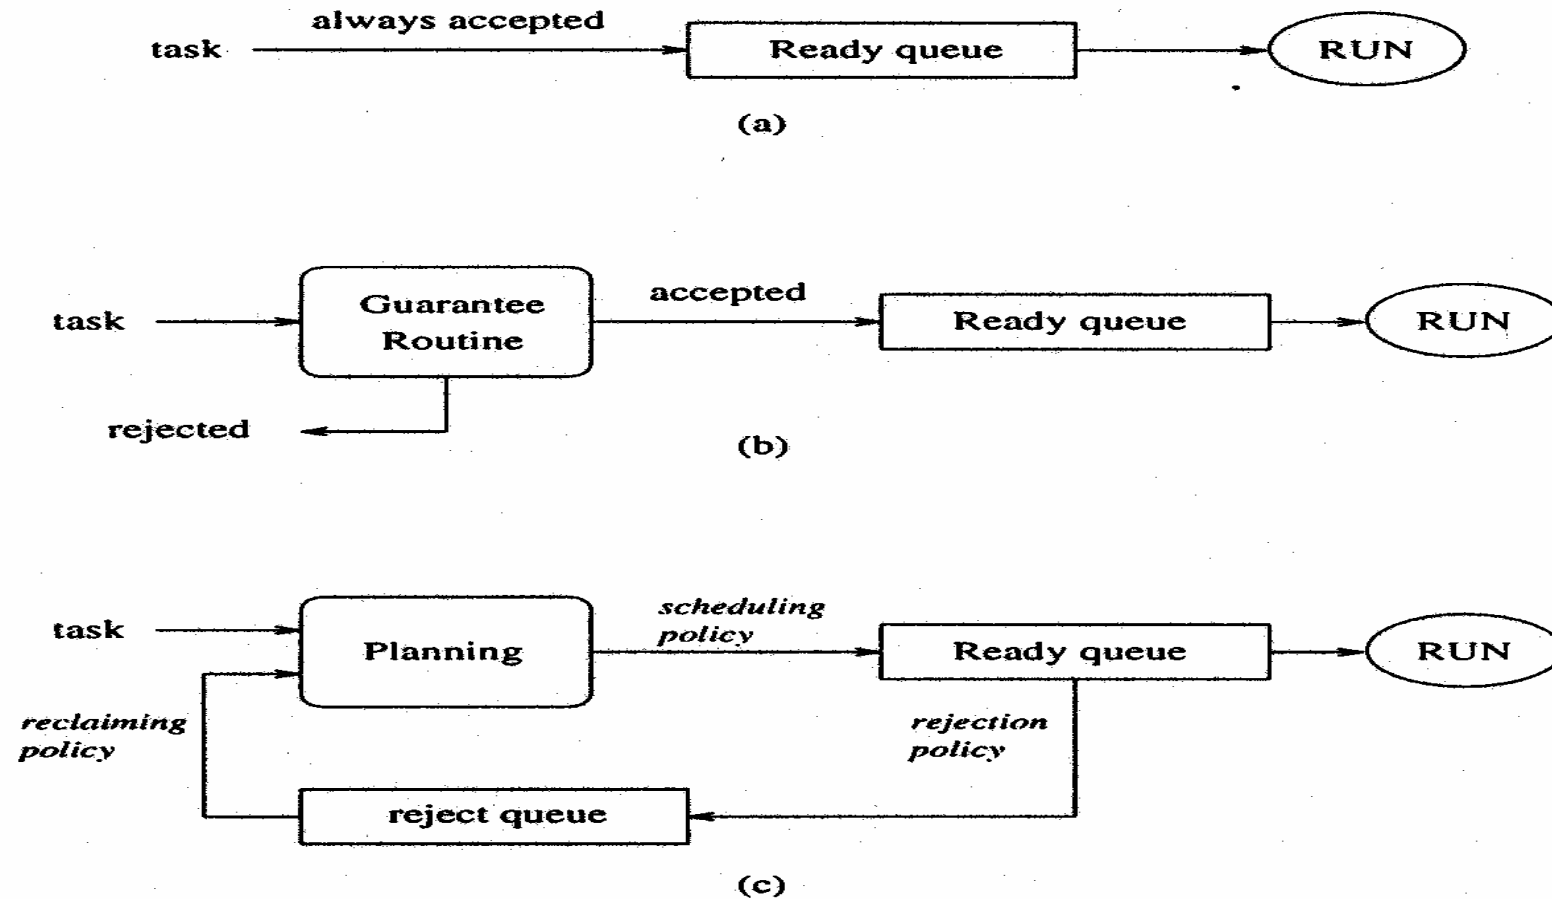 always accepted
task
Ready queue
RUN
(a)
task
Guarantee
Routine
accepted
Ready queue
RUN
rejected
(b)
task
Planning
scheduling
policy
Ready queue
RUN
reclaiming
policy
rejection
policy
reject queue
(c)